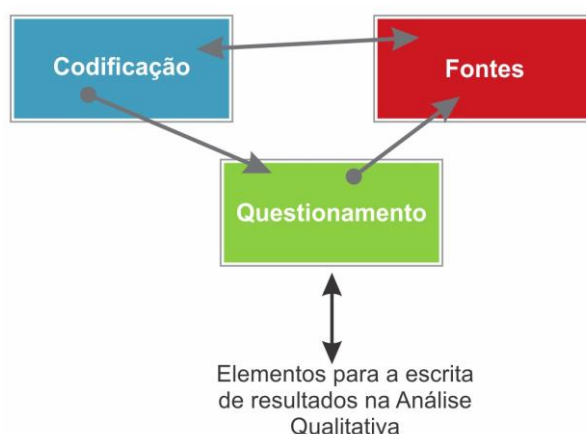 Codificação
Fontes
Questionamento
Elementos para a escrita
de resultados na Análise
Qualitativa